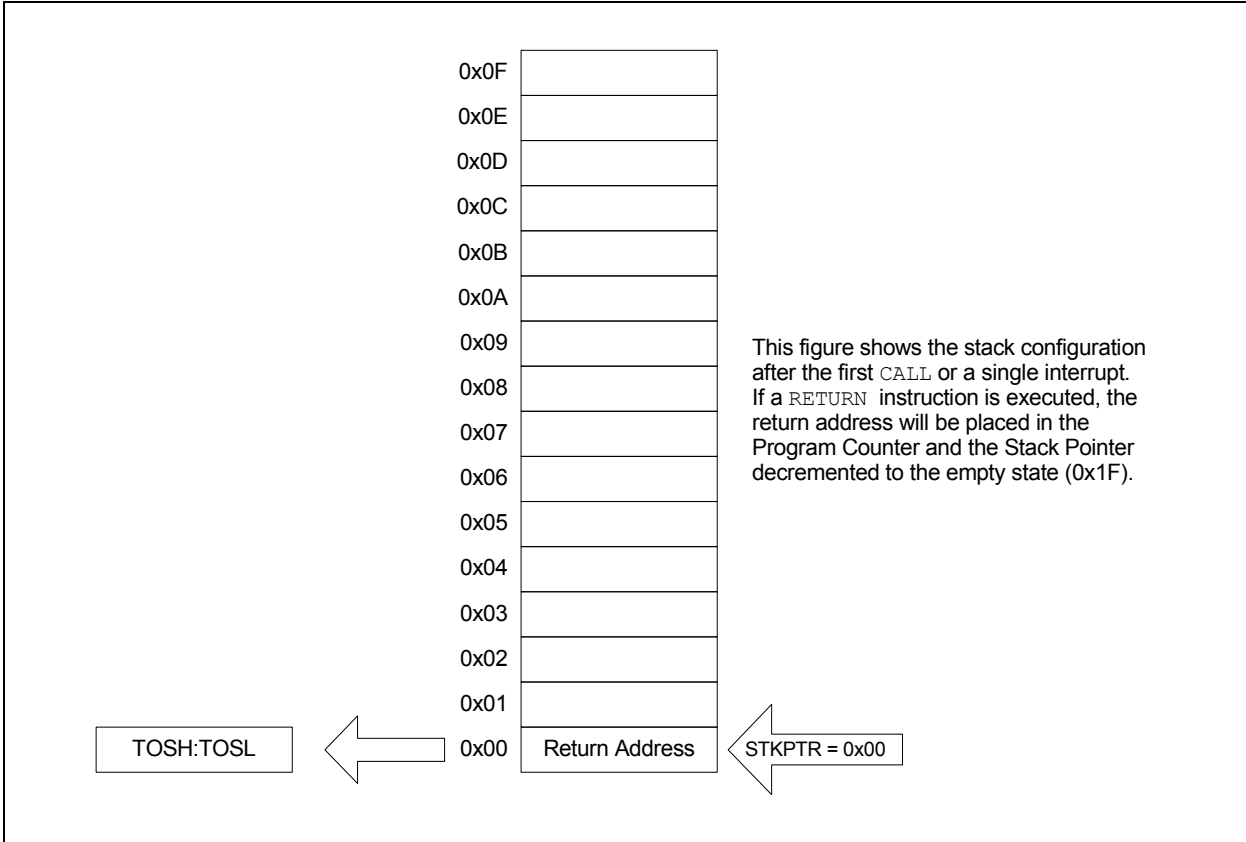 0x0F
0x0E
0x0D
0x0C
0x0B
0x0A
0x09
0x08
0x07
0x06
0x05
0x04
0x03
0x02
0x01
0x00
This figure shows the stack configuration
after the first CALL or a single interrupt.
If a RETURN instruction is executed, the
return address will be placed in the
Program Counter and the Stack Pointer
decremented to the empty state (0x1F).
TOSH:TOSL
Return Address
STKPTR = 0x00